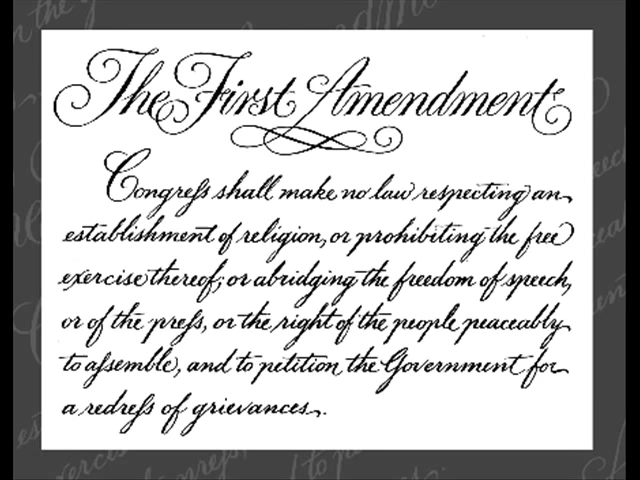 The First Amendment
Congreſs shall make no law respecting an
establishment of religion, or prohibiting the free
exercise thereof; or abridging the freedom of speech,
or of the preſs, or the right of the people peaceably
to aſsemble, and to petition the Government for
a redreſs of grievances.